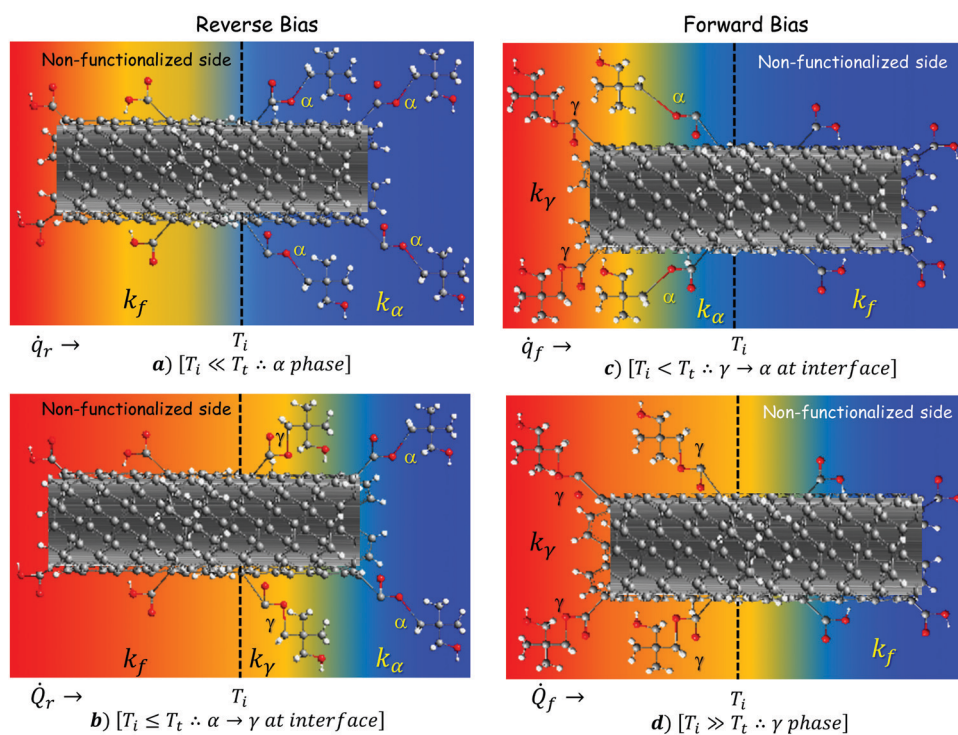 Reverse Bias
Non-functionalized side
α
α
α
α
k_f
k_α
q̇_r →
T_i
a) [T_i ≪ T_t ∴ α phase]
Non-functionalized side
γ
α
γ
α
k_f
k_γ
k_α
Q̇_r →
T_i
b) [T_i ≤ T_t ∴ α → γ at interface]
Forward Bias
Non-functionalized side
γ
α
k_γ
γ
α
k_α
k_f
q̇_f →
T_i
c) [T_i < T_t ∴ γ → α at interface]
Non-functionalized side
γ
γ
k_γ
γ
γ
k_f
Q̇_f →
T_i
d) [T_i ≫ T_t ∴ γ phase]